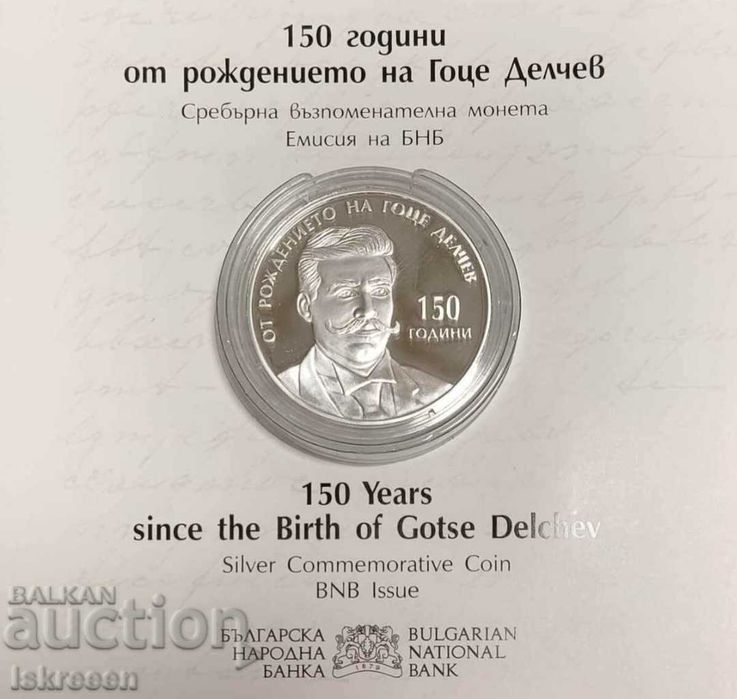 150 години
от рождението на Гоце Делчев
Сребърна възпоменателна монета
Емисия на БНБ
ОТ РОЖДЕНИЕТО НА ГОЦЕ ДЕЛЧЕВ
150
ГОДИНИ
150 Years
since the Birth of Gotse Delchev
Silver Commemorative Coin
BNB Issue
БЪЛГАРСКА
НАРОДНА
БАНКА
1879
BULGARIAN
NATIONAL
BANK
BALKAN
auction
Iskreeen